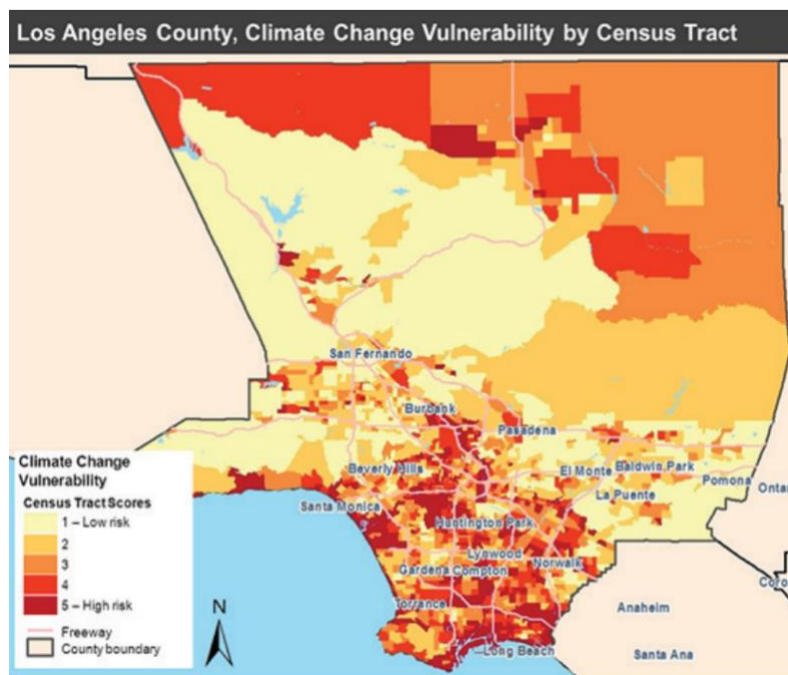 Los Angeles County, Climate Change Vulnerability by Census Tract
San Fernando
Burbank
Pasadena
Beverly Hills
El Monte
Baldwin Park
La Puente
Pomona
Onta
Santa Monica
Huntington Park
Lynwood
Norwalk
Gardena
Compton
Coro
Torrance
Anaheim
Long Beach
Santa Ana
Climate Change
Vulnerability
Census Tract Scores
1 – Low risk
2
3
4
5 – High risk
Freeway
County boundary
N